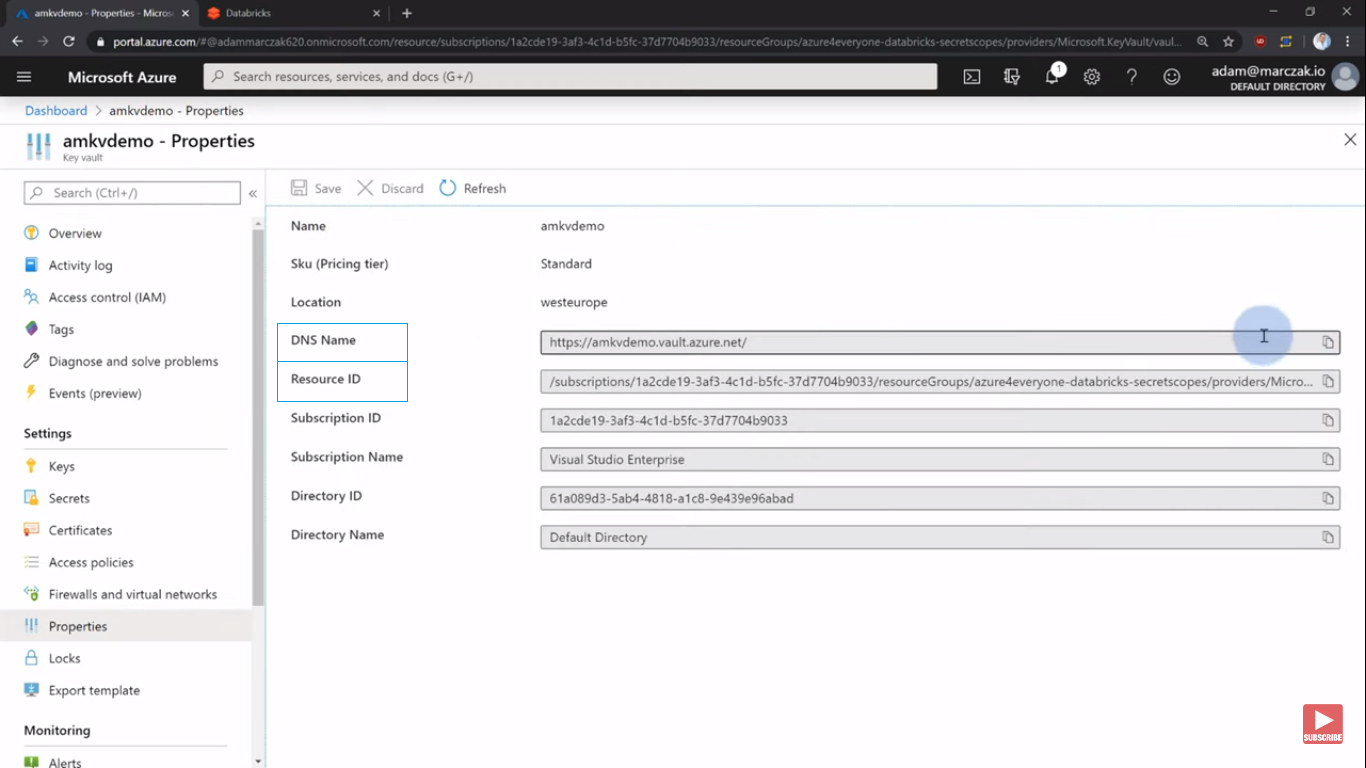 amkvdemo - Properties - Micros
Databricks
portal.azure.com/#@adammarczak620.onmicrosoft.com/resource/subscriptions/1a2cde19-3af3-4c1d-b5fc-37d7704b9033/resourceGroups/azure4everyone-databricks-secretscopes/providers/Microsoft.KeyVault/vaul...
Microsoft Azure
Search resources, services, and docs (G+/)
1
adam@marczak.io
DEFAULT DIRECTORY
Dashboard > amkvdemo - Properties
amkvdemo - Properties
Key vault
Search (Ctrl+/)
«
Save
Discard
Refresh
Overview
Activity log
Access control (IAM)
Tags
Diagnose and solve problems
Events (preview)
Settings
Keys
Secrets
Certificates
Access policies
Firewalls and virtual networks
Properties
Locks
Export template
Monitoring
Alerts
Name amkvdemo
Sku (Pricing tier) Standard
Location westeurope
DNS Name https://amkvdemo.vault.azure.net/
Resource ID /subscriptions/1a2cde19-3af3-4c1d-b5fc-37d7704b9033/resourceGroups/azure4everyone-databricks-secretscopes/providers/Micro...
Subscription ID 1a2cde19-3af3-4c1d-b5fc-37d7704b9033
Subscription Name Visual Studio Enterprise
Directory ID 61a089d3-5ab4-4818-a1c8-9e439e96abad
Directory Name Default Directory
SUBSCRIBE